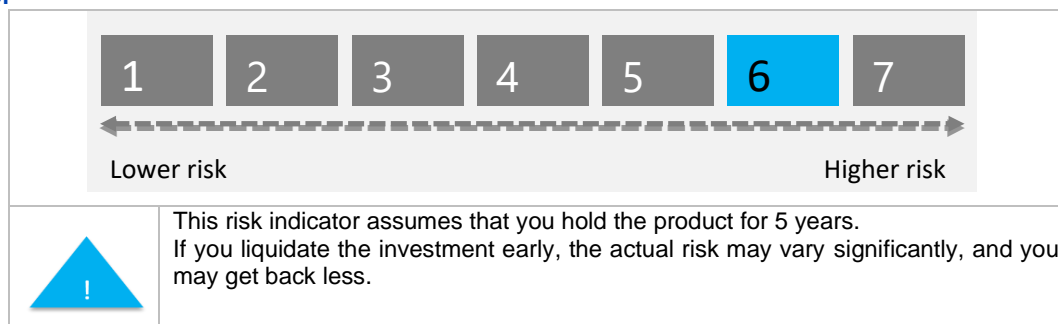 1 2 3 4 5 6 7
Lower risk Higher risk
This risk indicator assumes that you hold the product for 5 years.
If you liquidate the investment early, the actual risk may vary significantly, and you
may get back less.
!